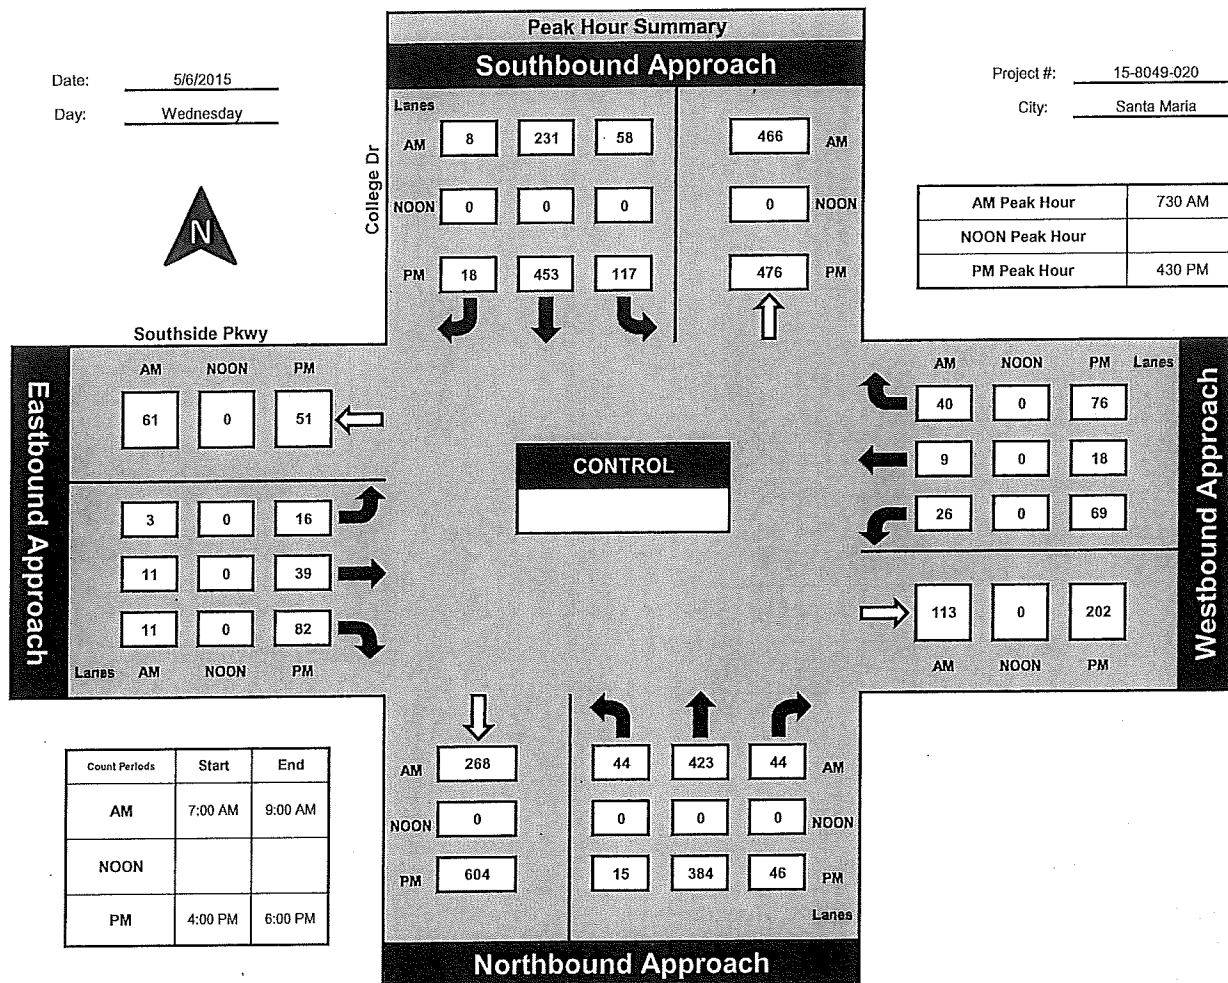 Peak Hour Summary
Southbound Approach
Date: 5/6/2015
Day: Wednesday
Project #: 15-8049-020
City: Santa Maria
N
College Dr
Lanes
AM 8 231 58 466 AM
NOON 0 0 0 0 NOON
PM 18 453 117 476 PM
AM Peak Hour 730 AM
NOON Peak Hour
PM Peak Hour 430 PM
Southside Pkwy
Eastbound Approach
AM NOON PM
61 0 51
3 0 16
11 0 39
11 0 82
Lanes AM NOON PM
CONTROL
AM NOON PM Lanes
40 0 76
9 0 18
26 0 69
113 0 202
AM NOON PM
Westbound Approach
Count Periods Start End
AM 7:00 AM 9:00 AM
NOON
PM 4:00 PM 6:00 PM
AM 268 44 423 44 AM
NOON 0 0 0 0 NOON
PM 604 15 384 46 PM
Lanes
Northbound Approach